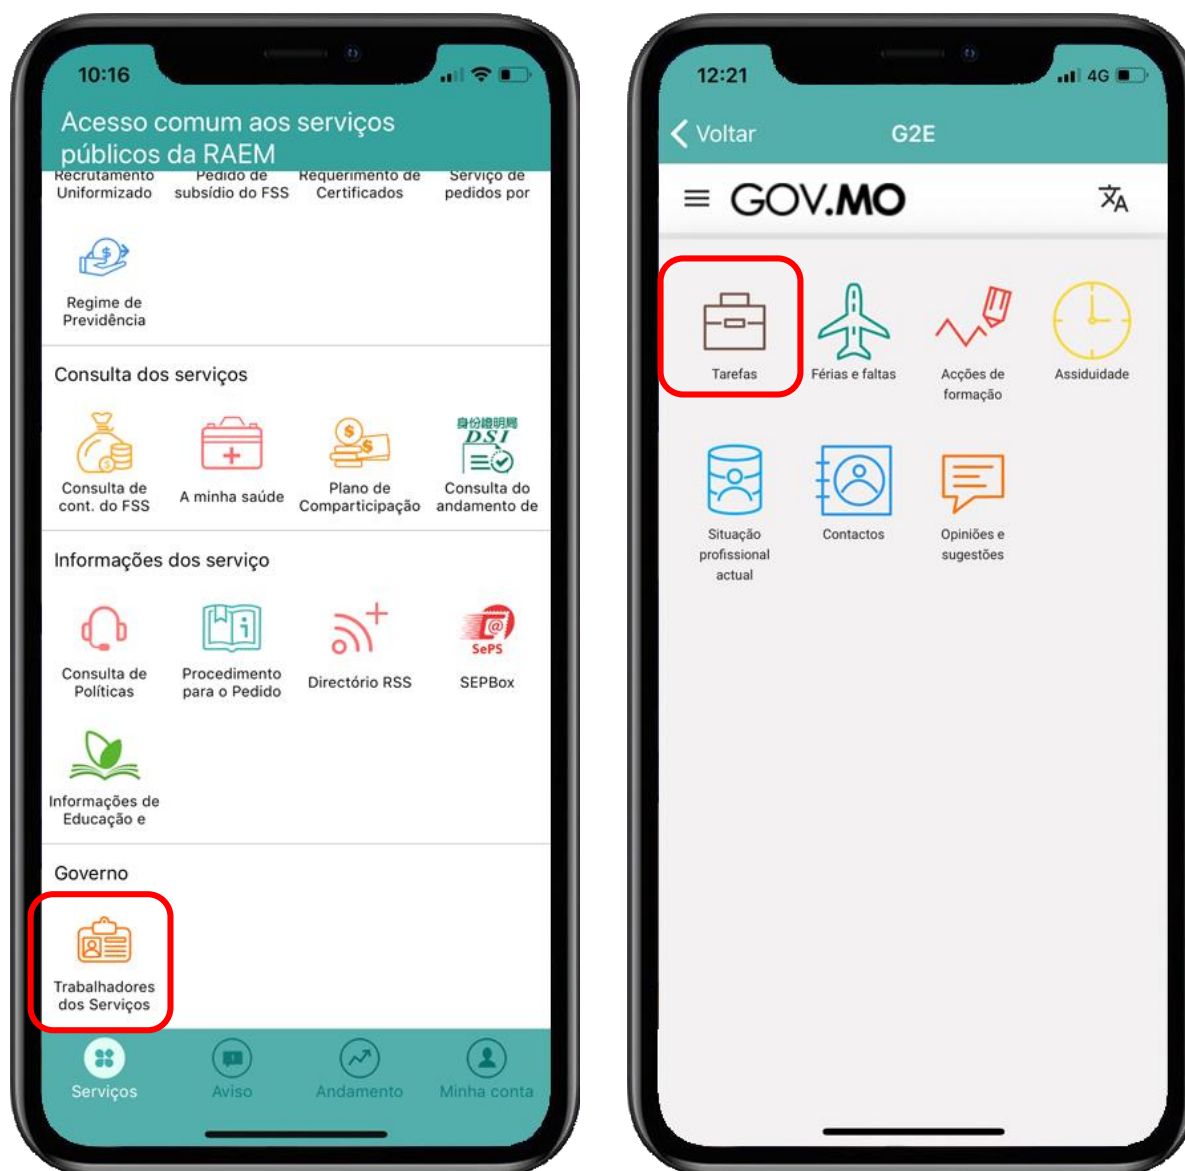 10:16
Acesso comum aos serviços
públicos da RAEM
Recrutamento Pedido de Requerimento de Serviço de
Uniformizado subsídio do FSS Certificados pedidos por
Regime de
Previdência
Consulta dos serviços
身份證明局
DSI
Consulta de
cont. do FSS
A minha saúde
Plano de
Comparticipação
Consulta do
andamento de
Informações dos serviço
SePS
Consulta de
Políticas
Procedimento
para o Pedido
Directório RSS
SEPBox
Informações de
Educação e
Governo
Trabalhadores
dos Serviços
Serviços Aviso Andamento Minha conta
12:21
4G
Voltar G2E
GOV.MO
文A
Tarefas
Férias e faltas
Acções de
formação
Assiduidade
Situação
profissional
actual
Contactos
Opiniões e
sugestões